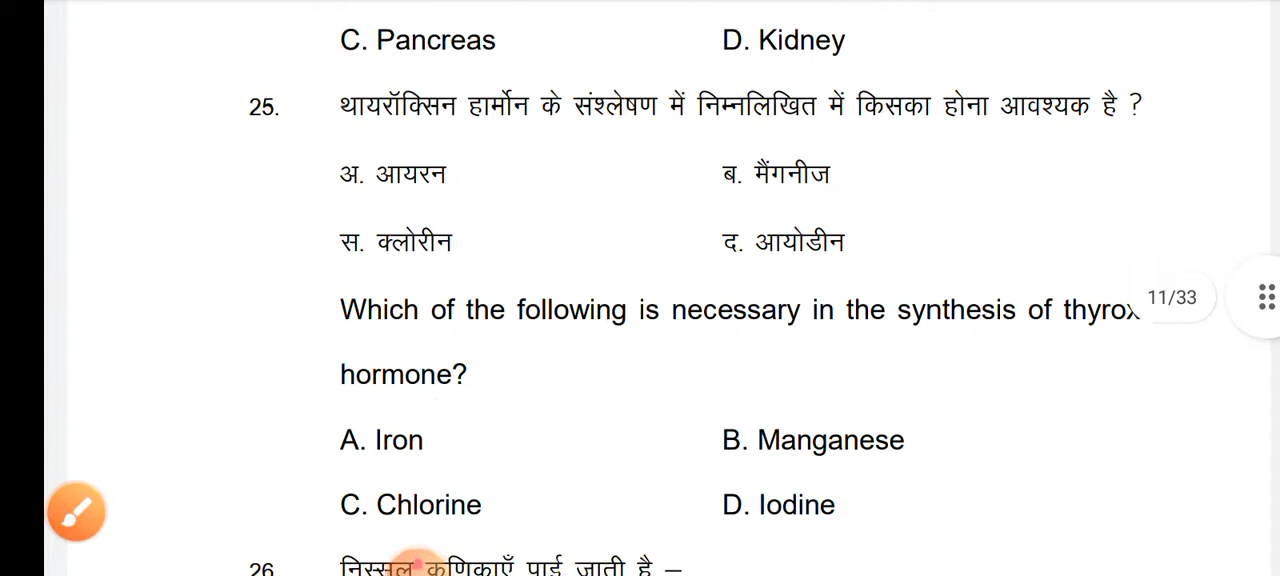 C. Pancreas D. Kidney
25. थायरॉक्सिन हार्मोन के संश्लेषण में निम्नलिखित में किसका होना आवश्यक है ?
अ. आयरन ब. मैंगनीज
स. क्लोरीन द. आयोडीन
Which of the following is necessary in the synthesis of
11/33
hormone?
A. Iron B. Manganese
C. Chlorine D. Iodine
26 निस्सल कणिकाएँ पाई जाती है –